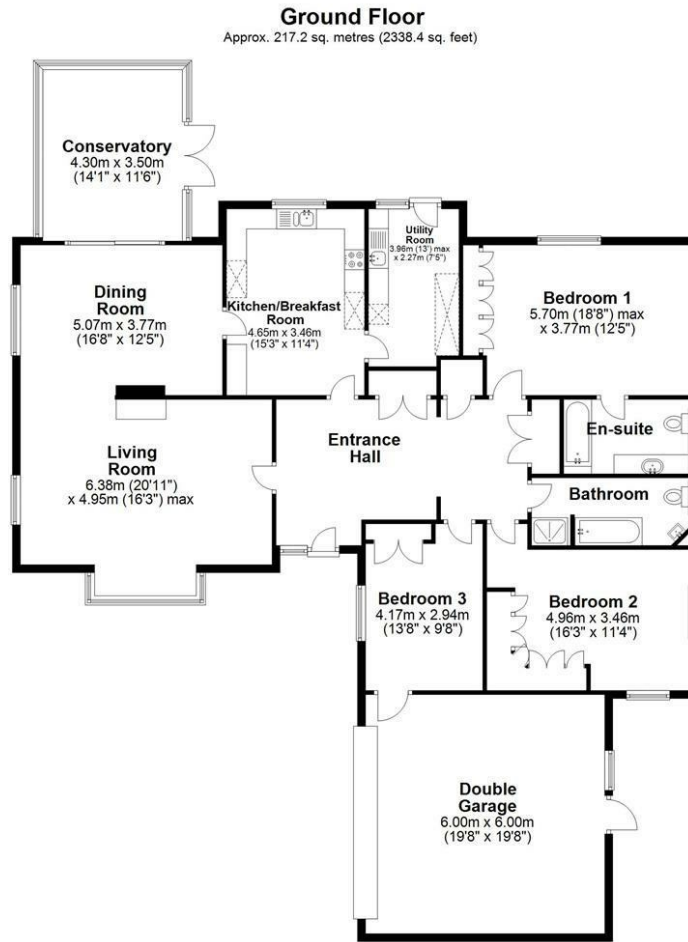 Ground Floor
Approx. 217.2 sq. metres (2338.4 sq. feet)
Conservatory
4.30m x 3.50m
(14'1" x 11'6")
Utility
Room
3.96m (13') max
x 2.27m (7'5")
Dining
Room
5.07m x 3.77m
(16'8" x 12'5")
Kitchen/Breakfast
Room
4.65m x 3.46m
(15'3" x 11'4")
Bedroom 1
5.70m (18'8") max
x 3.77m (12'5")
En-suite
Entrance
Hall
Living
Room
6.38m (20'11")
x 4.95m (16'3") max
Bathroom
Bedroom 3
4.17m x 2.94m
(13'8" x 9'8")
Bedroom 2
4.96m x 3.46m
(16'3" x 11'4")
Double
Garage
6.00m x 6.00m
(19'8" x 19'8")